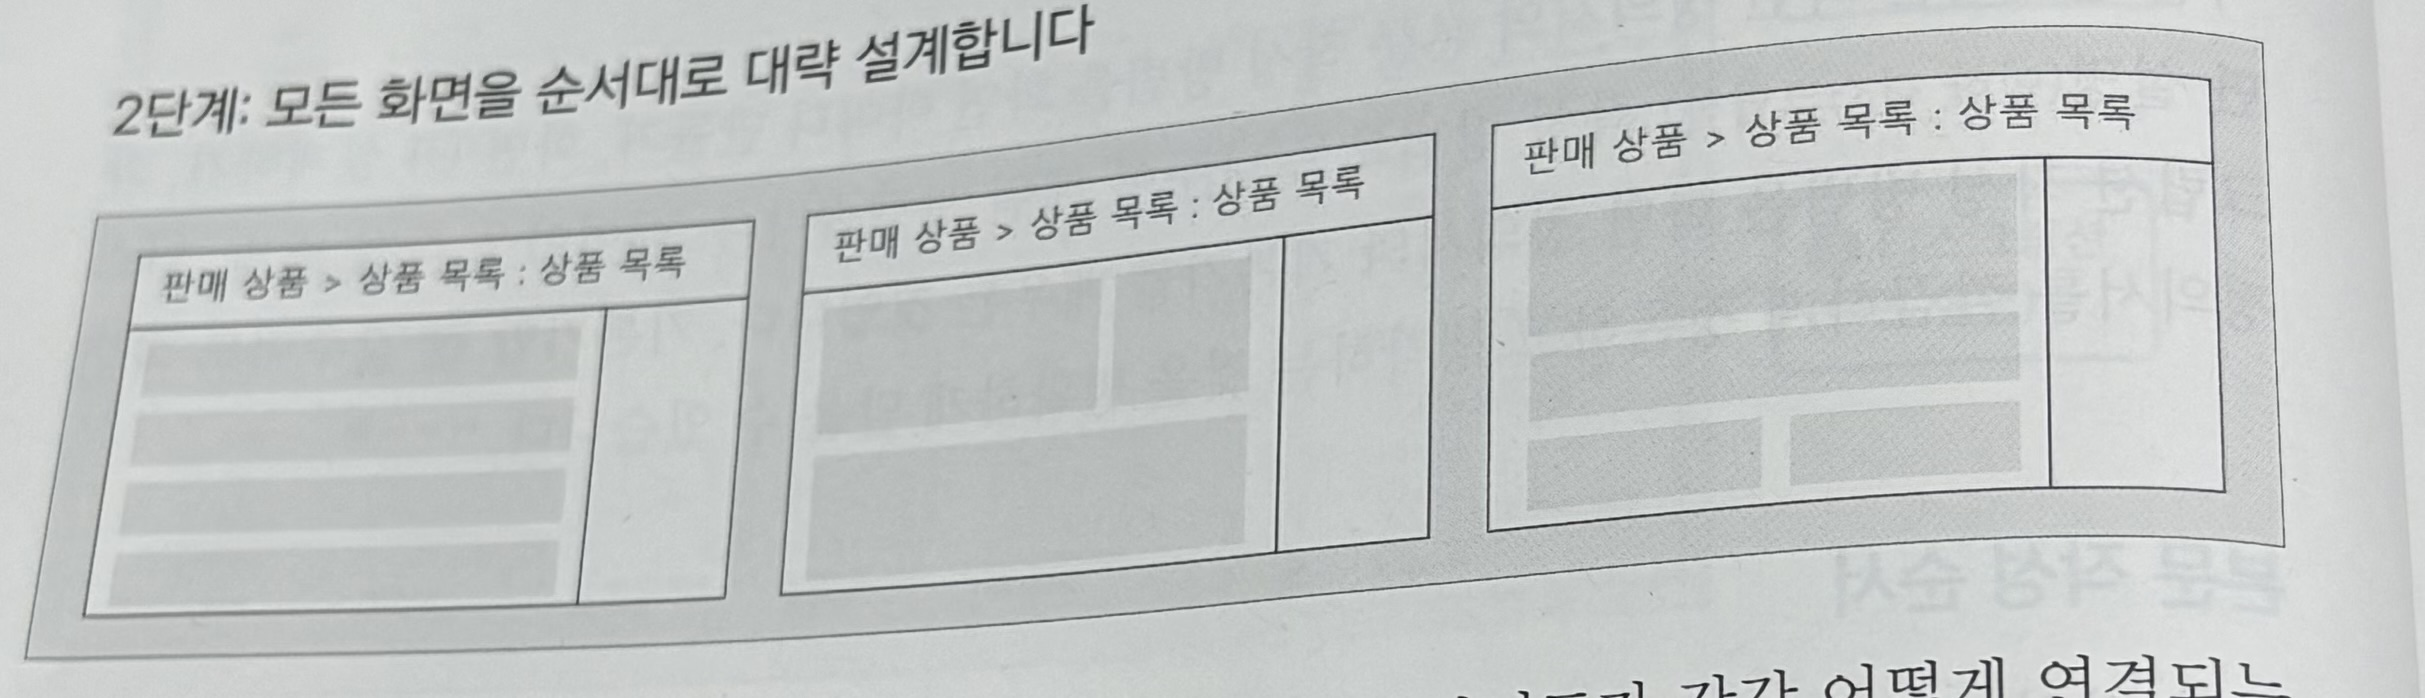 2단계: 모든 화면을 순서대로 대략 설계합니다
판매 상품 > 상품 목록 : 상품 목록
판매 상품 > 상품 목록 : 상품 목록
판매 상품 > 상품 목록 : 상품 목록
각각 어떻게 연결되는